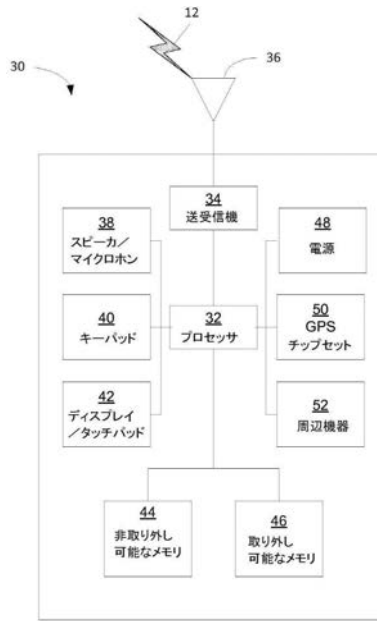 12
30
36
34
送受信機
38
スピーカ／
マイクロホン
48
電源
40
キーパッド
32
プロセッサ
50
GPS
チップセット
42
ディスプレイ
／タッチパッド
52
周辺機器
44
非取り外し
可能なメモリ
46
取り外し
可能なメモリ